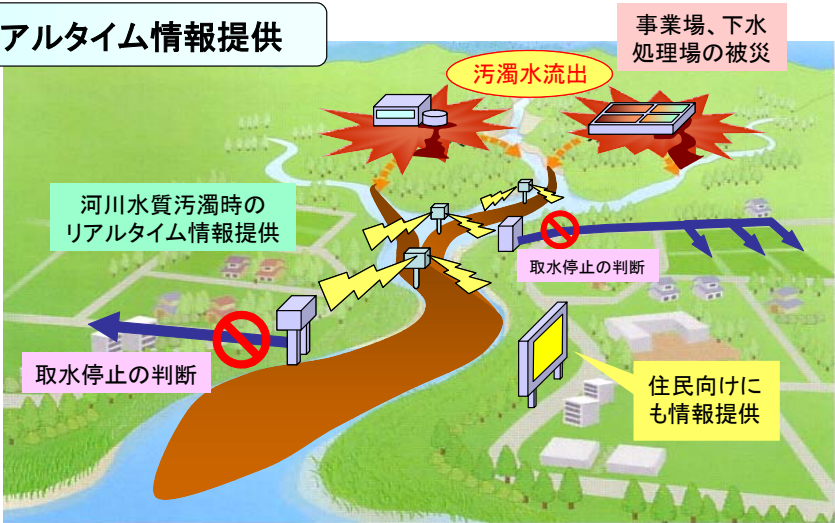 アルタイム情報提供
事業場、下水
処理場の被災
汚濁水流出
河川水質汚濁時の
リアルタイム情報提供
取水停止の判断
取水停止の判断
住民向けに
も情報提供